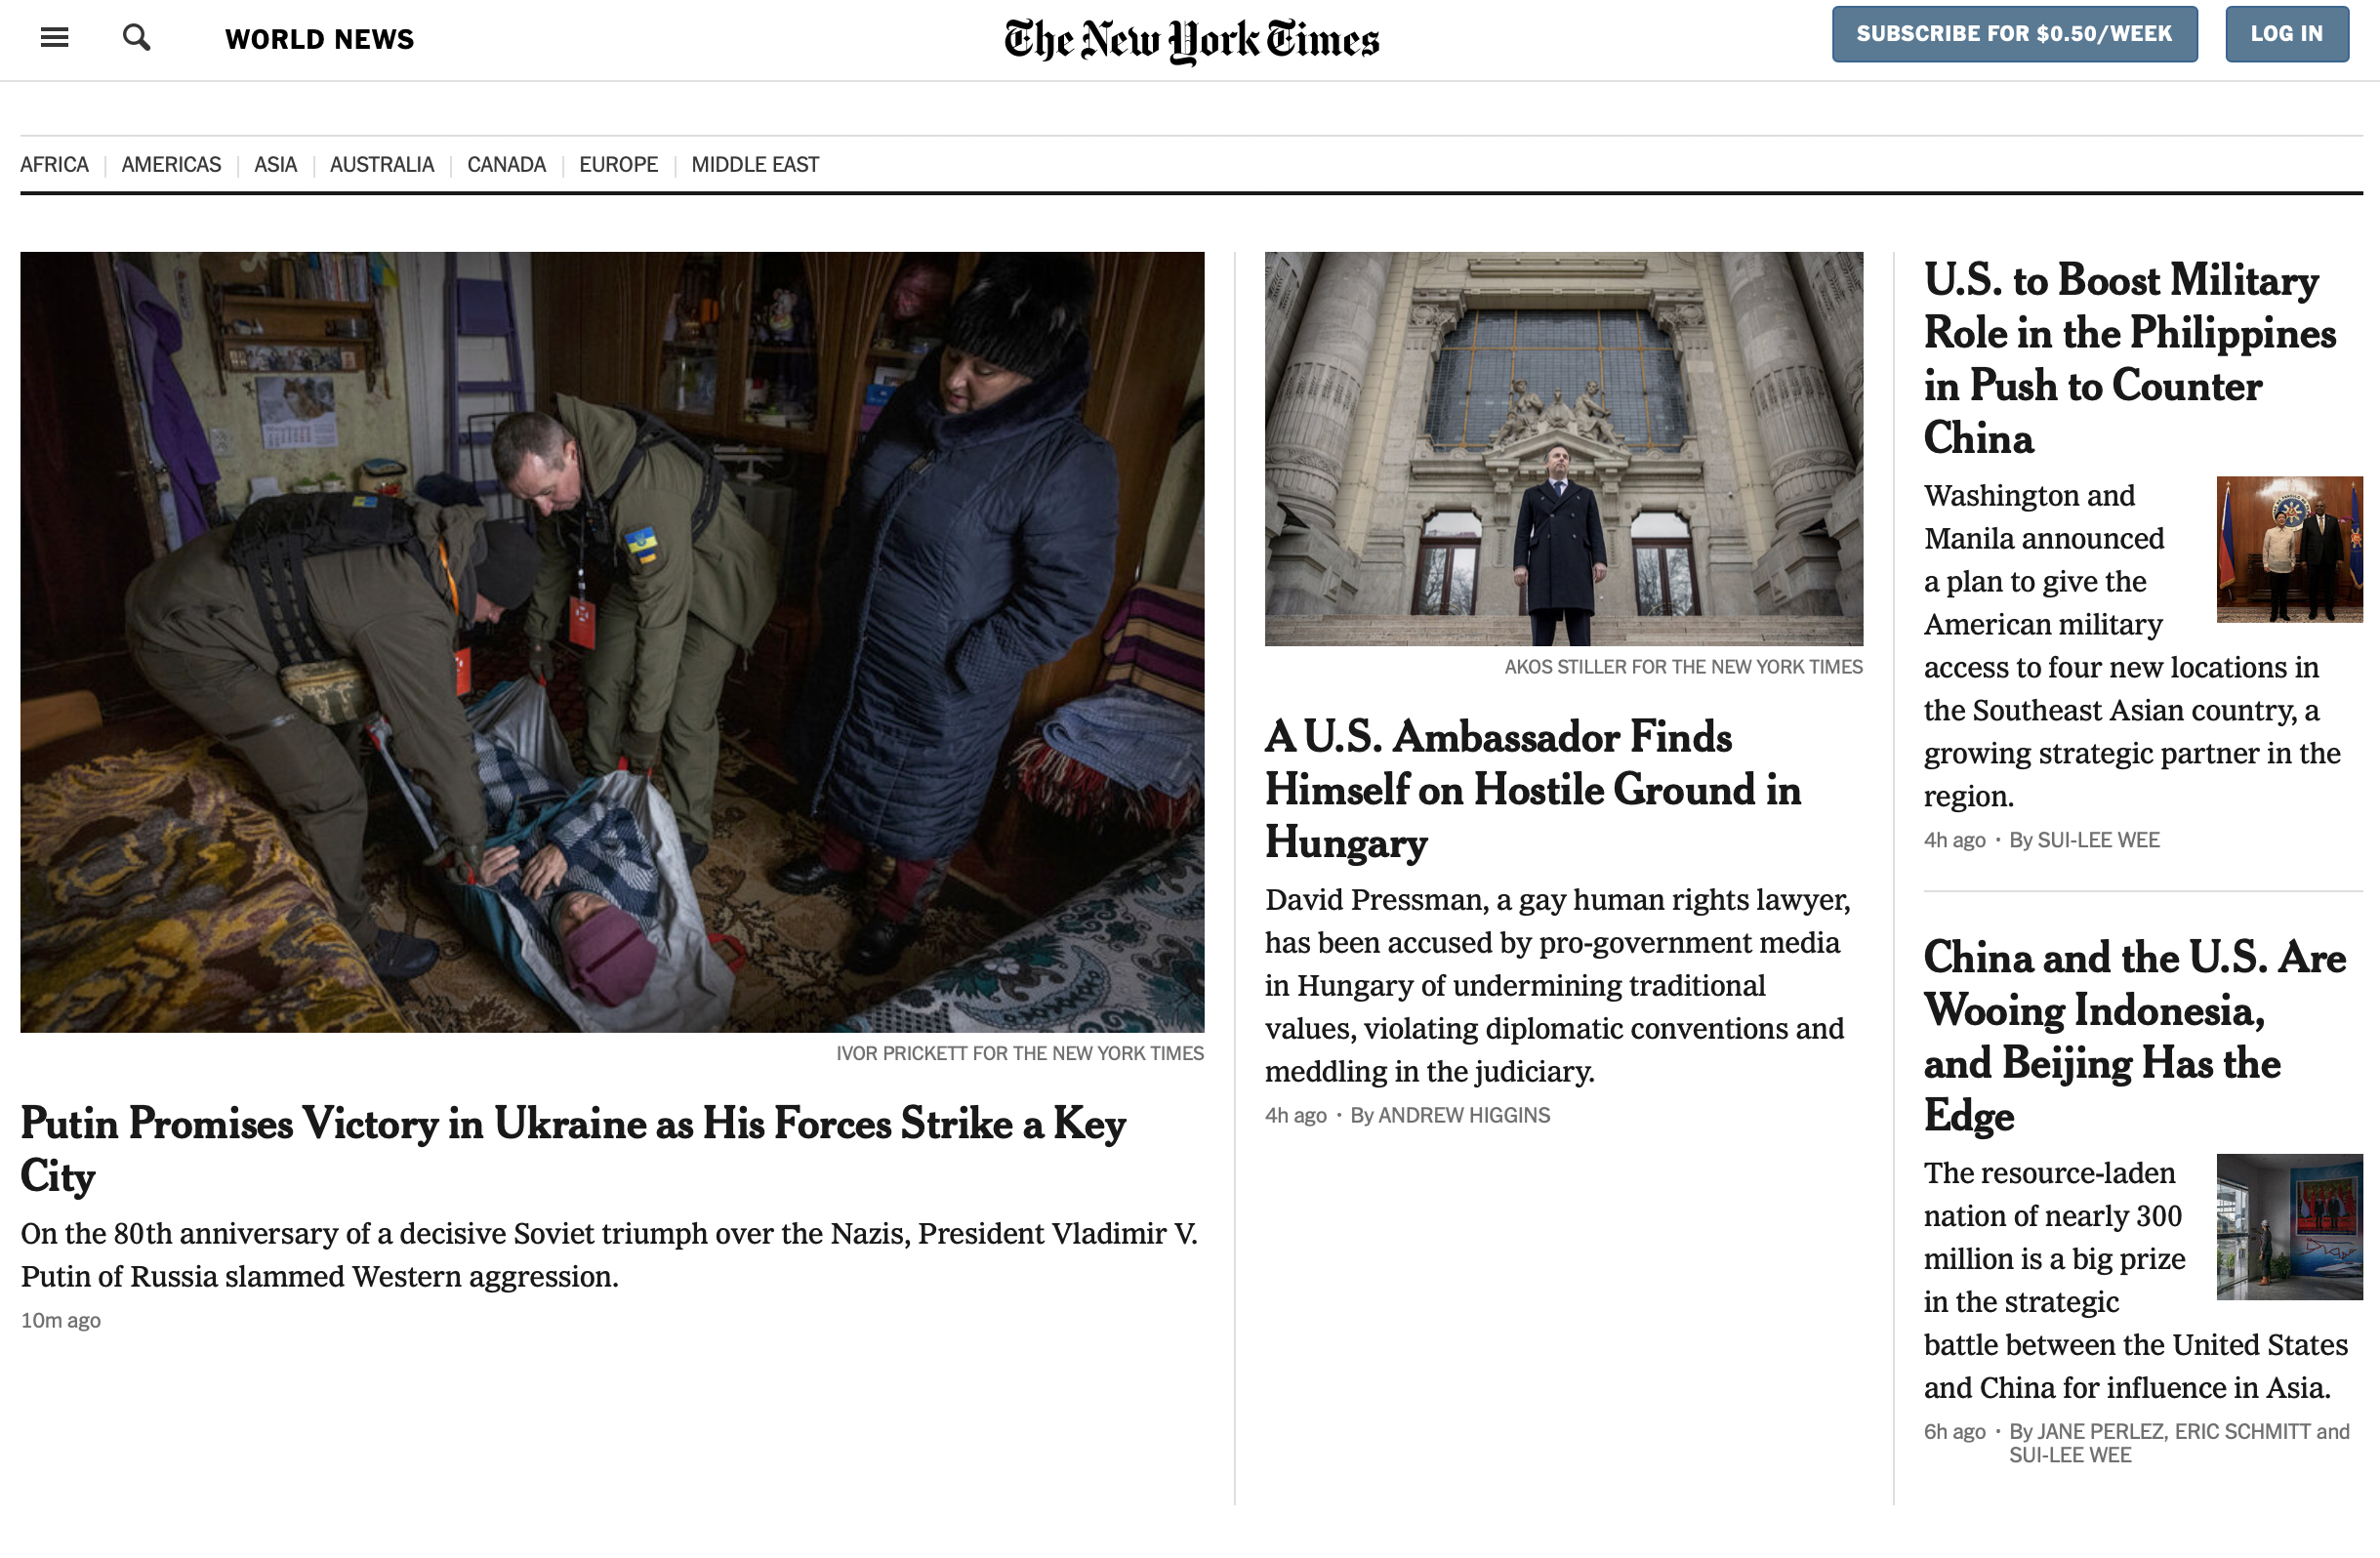 WORLD NEWS
The New York Times
SUBSCRIBE FOR $0.50/WEEK
LOG IN
AFRICA
AMERICAS
ASIA
AUSTRALIA
CANADA
EUROPE
MIDDLE EAST
IVOR PRICKETT FOR THE NEW YORK TIMES
Putin Promises Victory in Ukraine as His Forces Strike a Key
City
On the 80th anniversary of a decisive Soviet triumph over the Nazis, President Vladimir V.
Putin of Russia slammed Western aggression.
10m ago
AKOS STILLER FOR THE NEW YORK TIMES
A U.S. Ambassador Finds
Himself on Hostile Ground in
Hungary
David Pressman, a gay human rights lawyer,
has been accused by pro-government media
in Hungary of undermining traditional
values, violating diplomatic conventions and
meddling in the judiciary.
4h ago · By ANDREW HIGGINS
U.S. to Boost Military
Role in the Philippines
in Push to Counter
China
Washington and
Manila announced
a plan to give the
American military
access to four new locations in
the Southeast Asian country, a
growing strategic partner in the
region.
4h ago · By SUI-LEE WEE
China and the U.S. Are
Wooing Indonesia,
and Beijing Has the
Edge
The resource-laden
nation of nearly 300
million is a big prize
in the strategic
battle between the United States
and China for influence in Asia.
6h ago · By JANE PERLEZ, ERIC SCHMITT and
SUI-LEE WEE